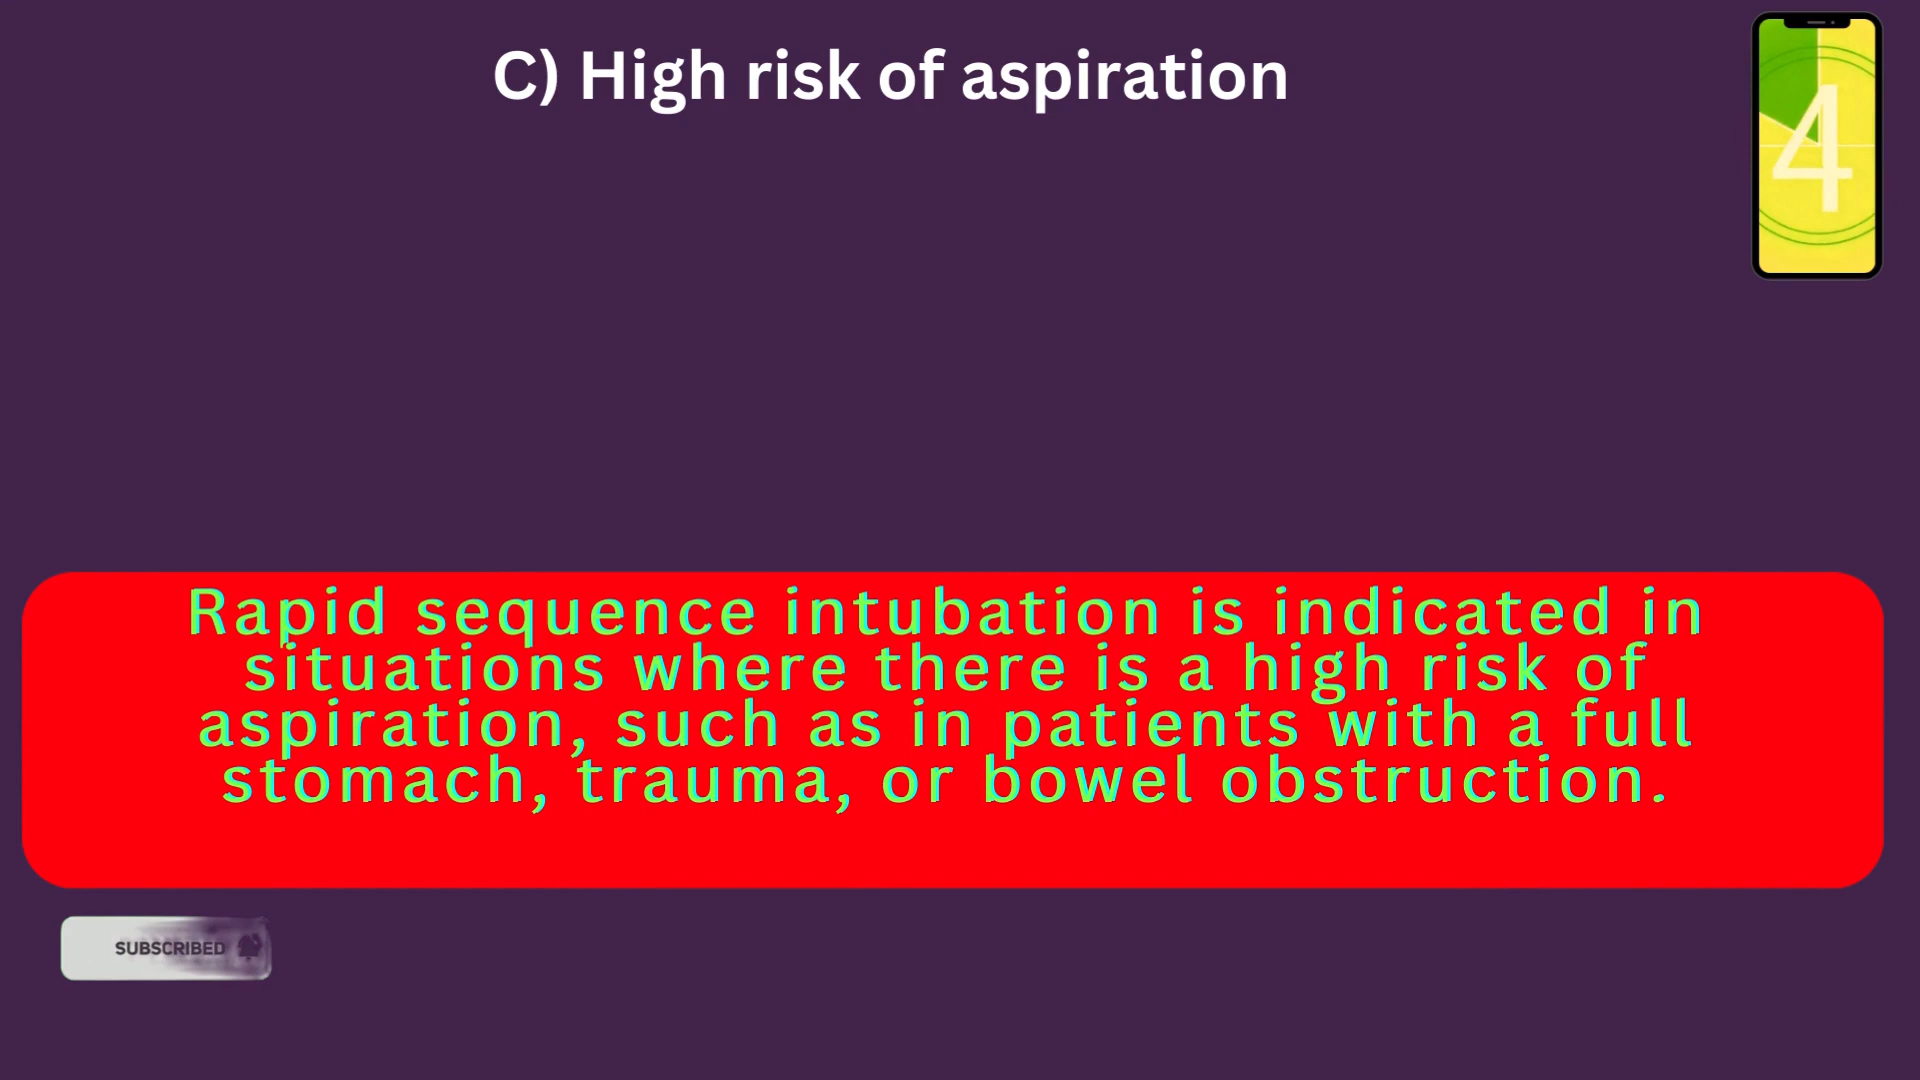 C) High risk of aspiration
4
Rapid sequence intubation is indicated in
situations where there is a high risk of
aspiration, such as in patients with a full
stomach, trauma, or bowel obstruction.
SUBSCRIBED